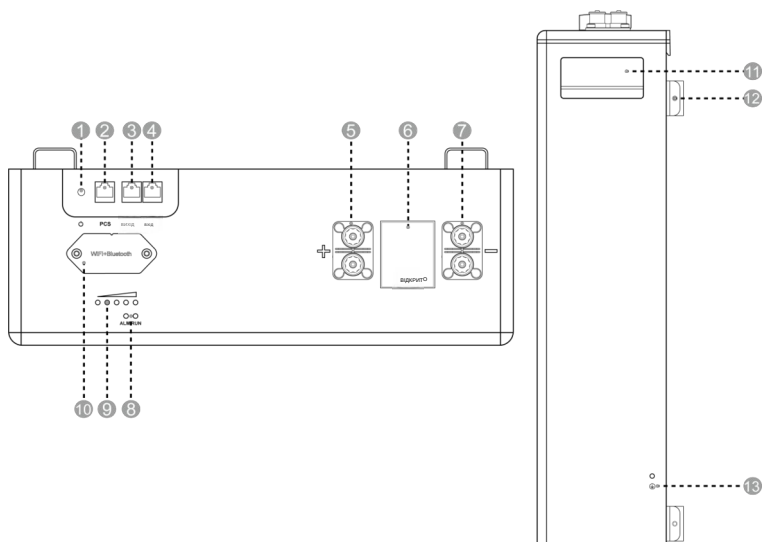 11
12
1 2 3 4 5 6 7
PCS ВИХІД ВХІД
WIFI+Bluetooth
ВІДКРИТО
ALM RUN
10 9 8
13